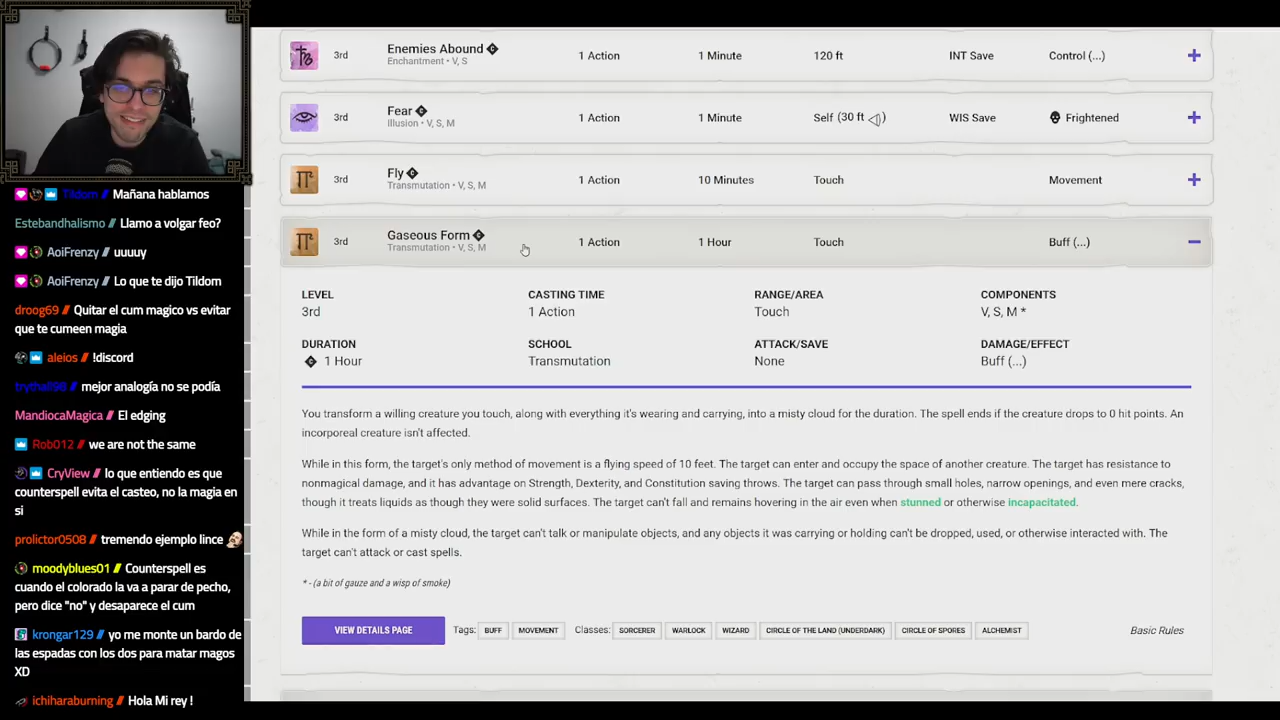 Tildom // Mañana hablamos
Estebandhalismo // Llamo a volgar feo?
AoiFrenzy // uuuuy
AoiFrenzy // Lo que te dijo Tildom
droog69 // Quitar el cum magico vs evitar
que te cumeen magia
aleios // !discord
trythall98 // mejor analogía no se podía
MandiocaMagica // El edging
Rob012 // we are not the same
CryView // lo que entiendo es que
counterspell evita el casteo, no la magia en
si
prolictor0508 // tremendo ejemplo lince
moodyblues01 // Counterspell es
cuando el colorado la va a parar de pecho,
pero dice "no" y desaparece el cum
krongar129 // yo me monte un bardo de
las espadas con los dos para matar magos
XD
ichiharaburning // Hola Mi rey !
3rd Enemies Abound 1 Action 1 Minute 120 ft INT Save Control (...) +
Enchantment • V, S
3rd Fear 1 Action 1 Minute Self (30 ft ) WIS Save Frightened +
Illusion • V, S, M
3rd Fly 1 Action 10 Minutes Touch Movement +
Transmutation • V, S, M
3rd Gaseous Form 1 Action 1 Hour Touch Buff (...) −
Transmutation • V, S, M
LEVEL CASTING TIME RANGE/AREA COMPONENTS
3rd 1 Action Touch V, S, M *
DURATION SCHOOL ATTACK/SAVE DAMAGE/EFFECT
1 Hour Transmutation None Buff (...)
You transform a willing creature you touch, along with everything it's wearing and carrying, into a misty cloud for the duration. The spell ends if the creature drops to 0 hit points. An
incorporeal creature isn't affected.
While in this form, the target's only method of movement is a flying speed of 10 feet. The target can enter and occupy the space of another creature. The target has resistance to
nonmagical damage, and it has advantage on Strength, Dexterity, and Constitution saving throws. The target can pass through small holes, narrow openings, and even mere cracks,
though it treats liquids as though they were solid surfaces. The target can't fall and remains hovering in the air even when stunned or otherwise incapacitated.
While in the form of a misty cloud, the target can't talk or manipulate objects, and any objects it was carrying or holding can't be dropped, used, or otherwise interacted with. The
target can't attack or cast spells.
* - (a bit of gauze and a wisp of smoke)
VIEW DETAILS PAGE Tags: BUFF MOVEMENT Classes: SORCERER WARLOCK WIZARD CIRCLE OF THE LAND (UNDERDARK) CIRCLE OF SPORES ALCHEMIST Basic Rules